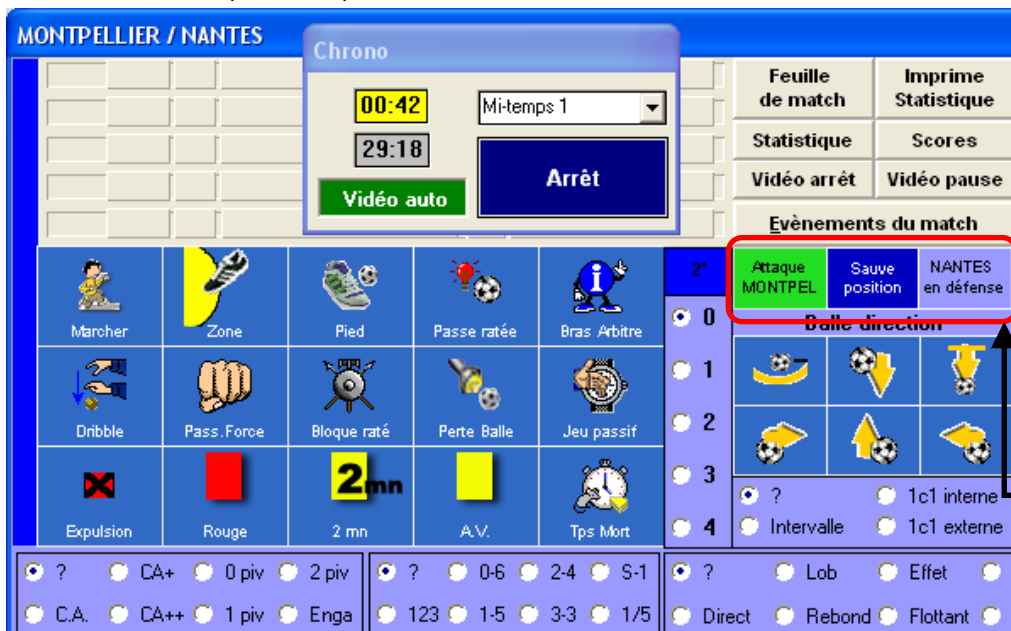 MONTPELLIER / NANTES
Chrono
00:42
Mi-temps 1
29:18
Arrêt
Vidéo auto
Feuille
de match
Imprime
Statistique
Statistique
Scores
Vidéo arrét
Vidéo pause
Evènements du match
Marcher
Zone
Pied
Passe ratée
Bras Arbitre
2'
Attaque
MONTPEL
Sauve
position
NANTES
en défense
Balle direction
0
1
2
3
4
Dribble
Pass.Force
Bloque raté
Perte Balle
Jeu passif
2mn
Expulsion
Rouge
2 mn
A.V.
Tps Mort
?
1c1 interne
Intervalle
1c1 externe
? CA+ 0 piv 2 piv
C.A. CA++ 1 piv Enga
? 0-6 2-4 S-1
123 1-5 3-3 1/5
? Lob Effet
Direct Rebond Flottant